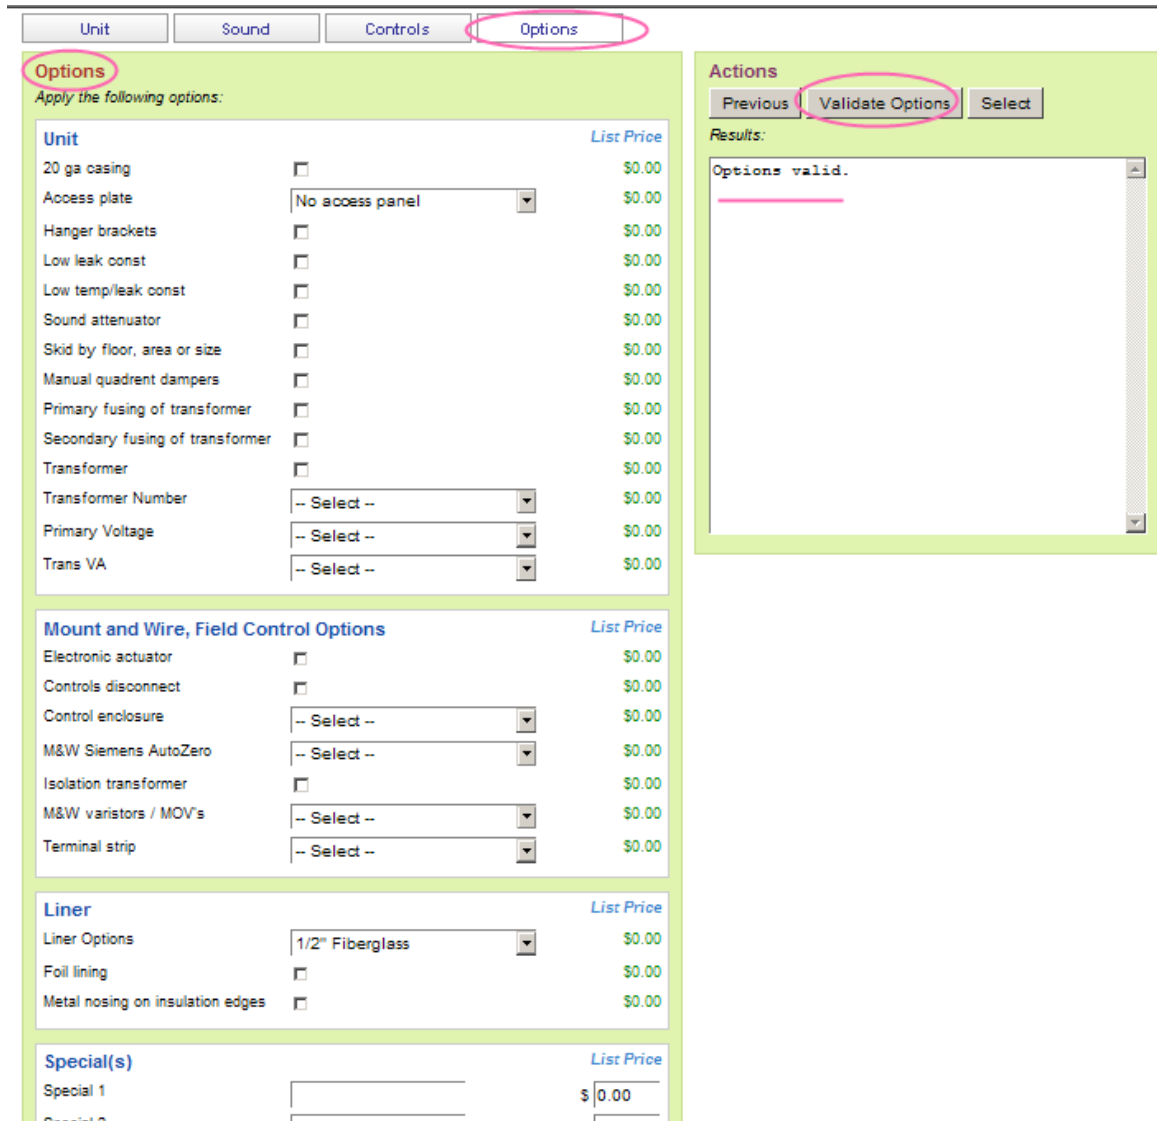 Unit Sound Controls Options
Options
Apply the following options:
Unit List Price
20 ga casing $0.00
Access plate No access panel $0.00
Hanger brackets $0.00
Low leak const $0.00
Low temp/leak const $0.00
Sound attenuator $0.00
Skid by floor, area or size $0.00
Manual quadrent dampers $0.00
Primary fusing of transformer $0.00
Secondary fusing of transformer $0.00
Transformer $0.00
Transformer Number -- Select -- $0.00
Primary Voltage -- Select -- $0.00
Trans VA -- Select -- $0.00
Mount and Wire, Field Control Options List Price
Electronic actuator $0.00
Controls disconnect $0.00
Control enclosure -- Select -- $0.00
M&W Siemens AutoZero -- Select -- $0.00
Isolation transformer $0.00
M&W varistors / MOV's -- Select -- $0.00
Terminal strip -- Select -- $0.00
Liner List Price
Liner Options 1/2" Fiberglass $0.00
Foil lining $0.00
Metal nosing on insulation edges $0.00
Special(s) List Price
Special 1 $ 0.00
Actions
Previous Validate Options Select
Results:
Options valid.